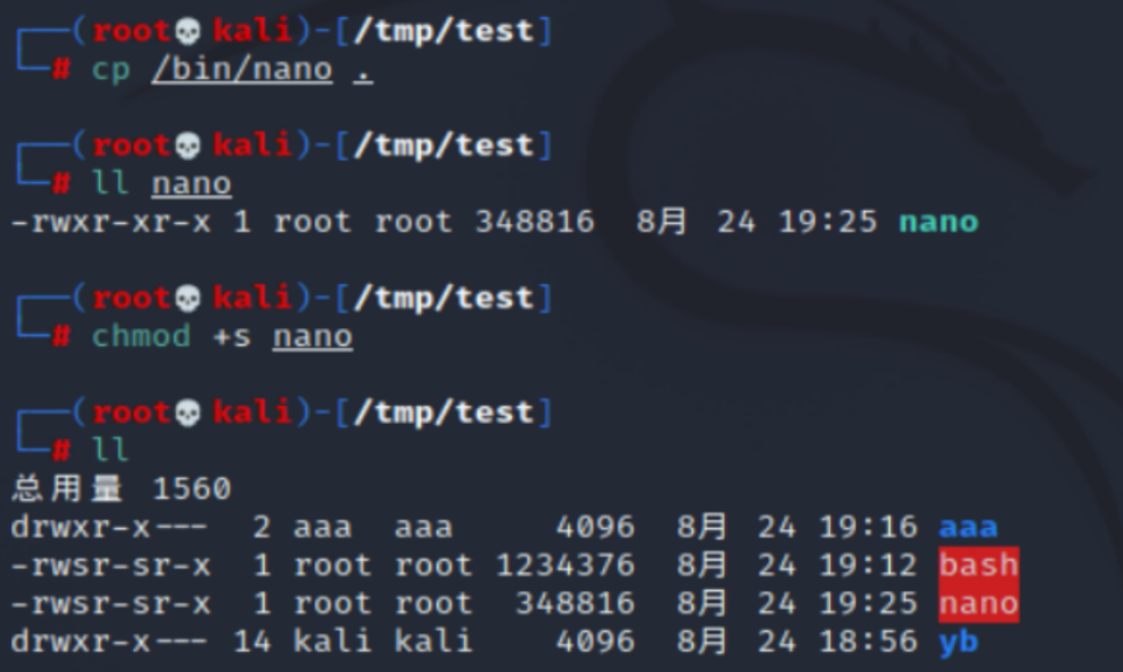 ┌──(root💀kali)-[/tmp/test]
└─# cp /bin/nano .
┌──(root💀kali)-[/tmp/test]
└─# ll nano
-rwxr-xr-x 1 root root 348816  8月  24 19:25 nano
┌──(root💀kali)-[/tmp/test]
└─# chmod +s nano
┌──(root💀kali)-[/tmp/test]
└─# ll
总用量 1560
drwxr-x---  2 aaa  aaa     4096  8月  24 19:16 aaa
-rwsr-sr-x  1 root root 1234376  8月  24 19:12 bash
-rwsr-sr-x  1 root root  348816  8月  24 19:25 nano
drwxr-x--- 14 kali kali    4096  8月  24 18:56 yb